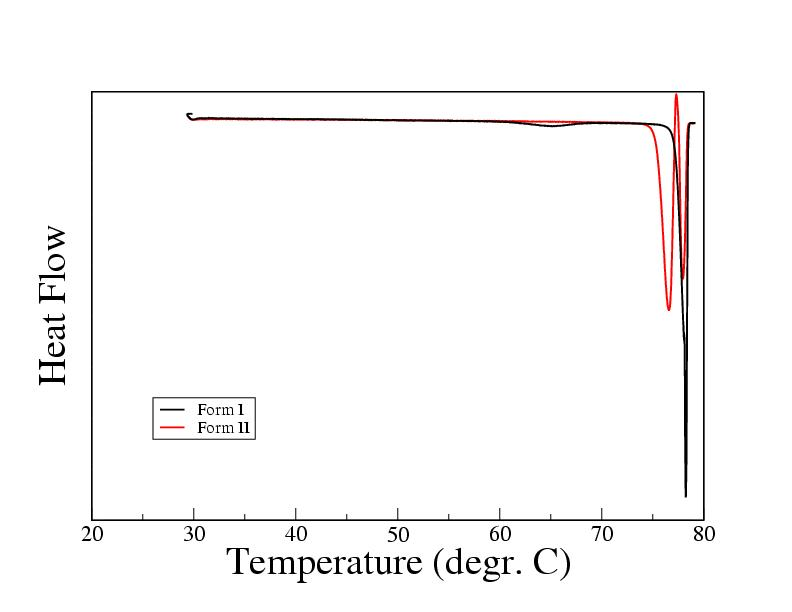 Heat Flow
Form I
Form II
20 30 40 50 60 70 80
Temperature (degr. C)